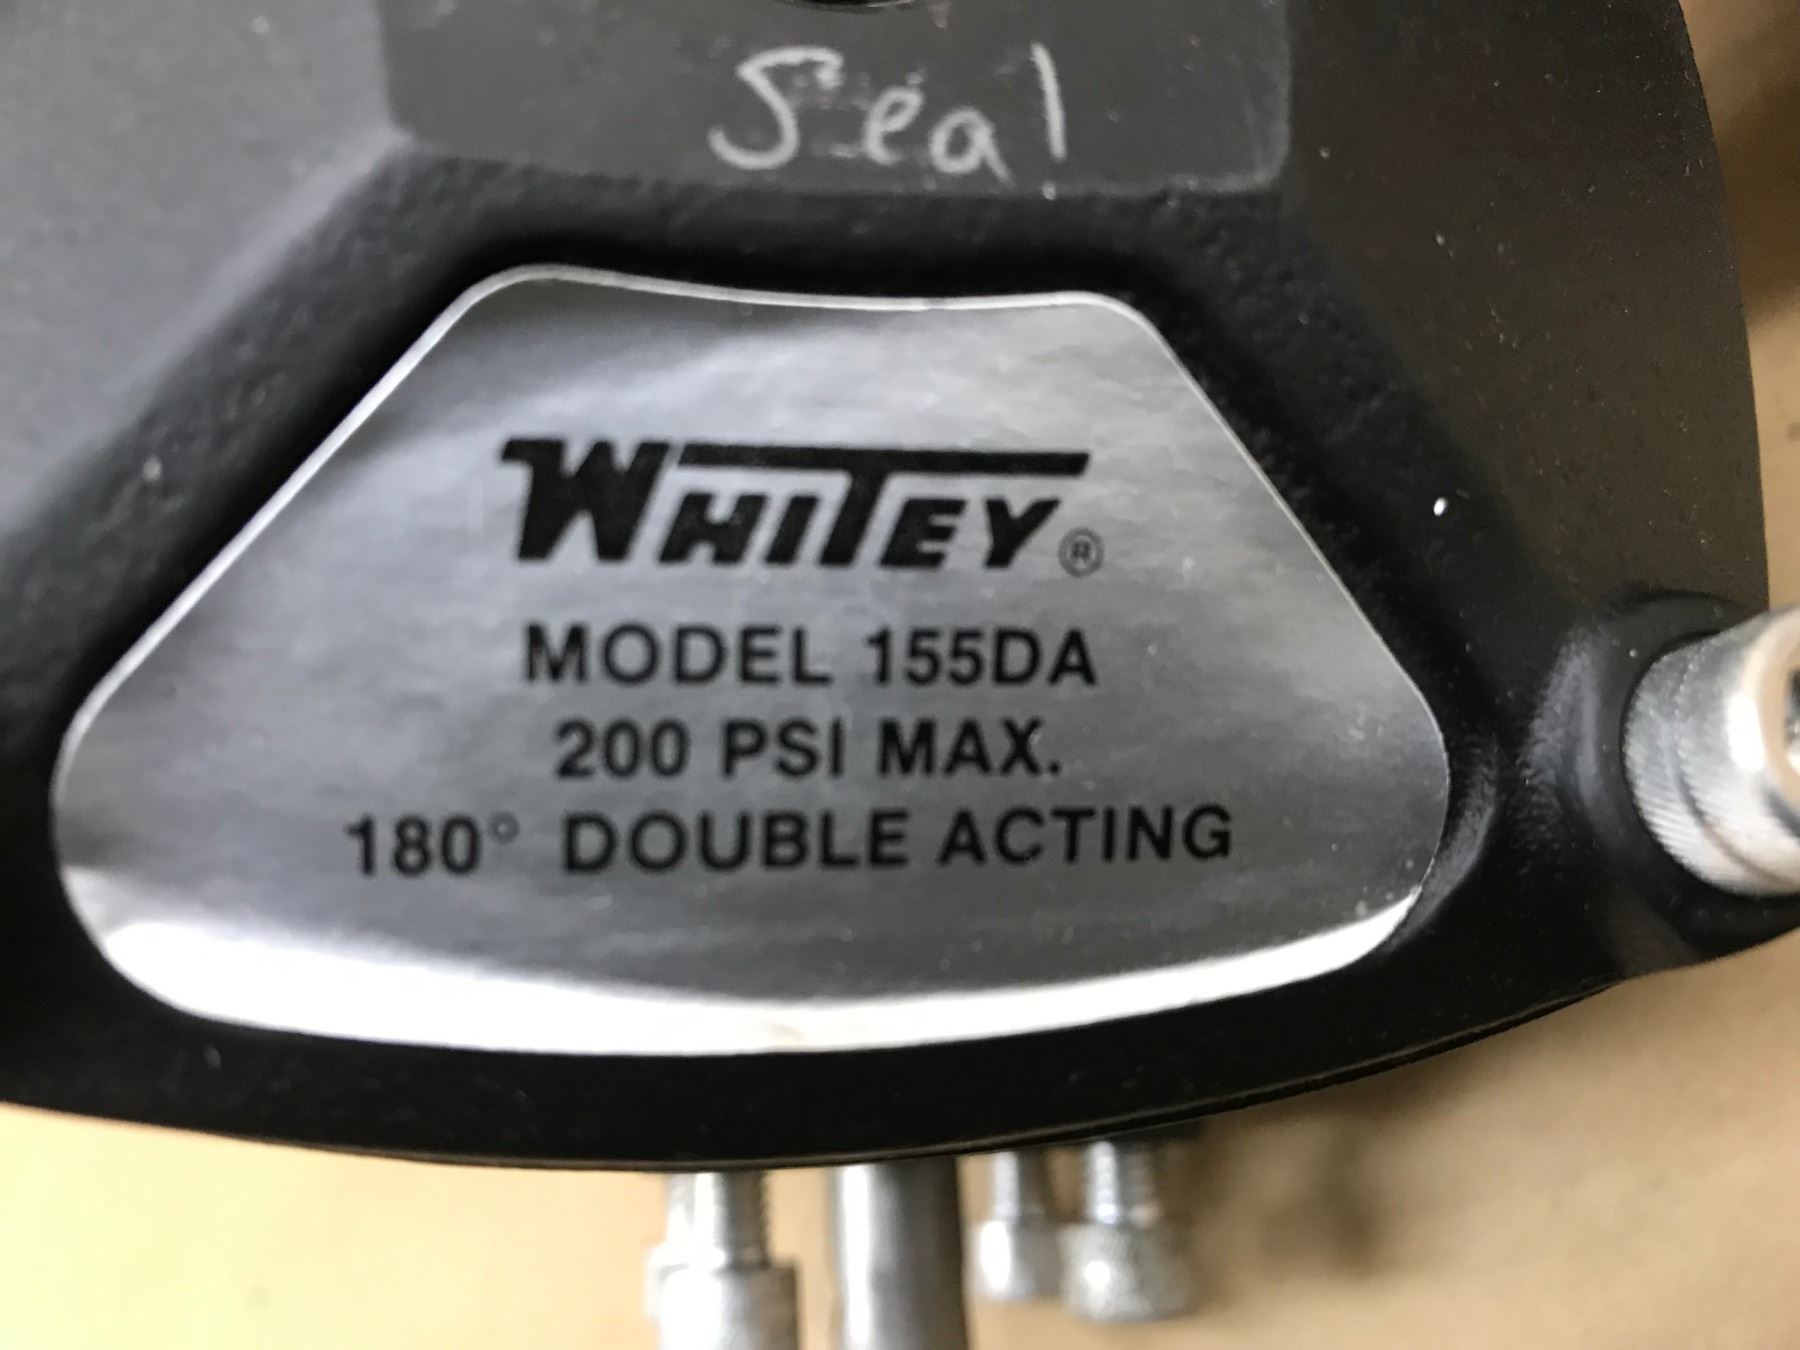 Seal
WHITEY®
MODEL 155DA
200 PSI MAX.
180° DOUBLE ACTING